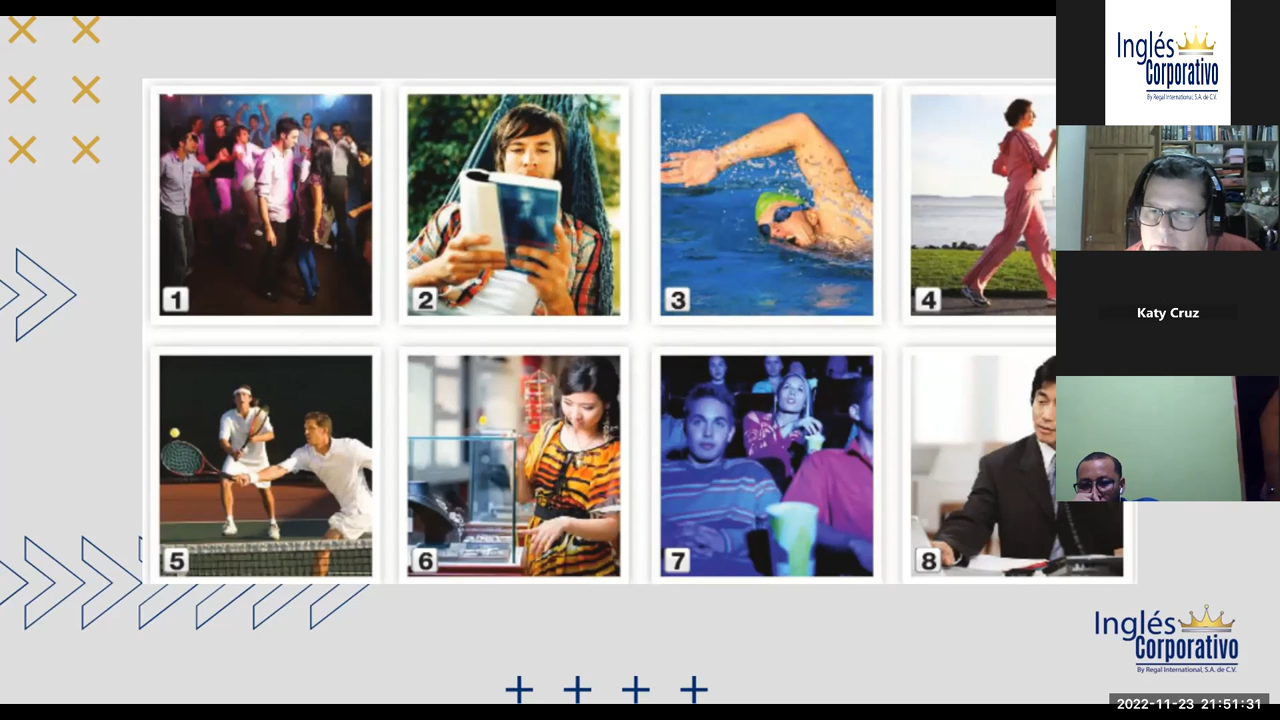 Inglés
Corporativo
By Regal International, S.A. de C.V.
1
2
3
4
Katy Cruz
5
6
7
8
Inglés
Corporativo
By Regal International, S.A. de C.V.
2022-11-23 21:51:31